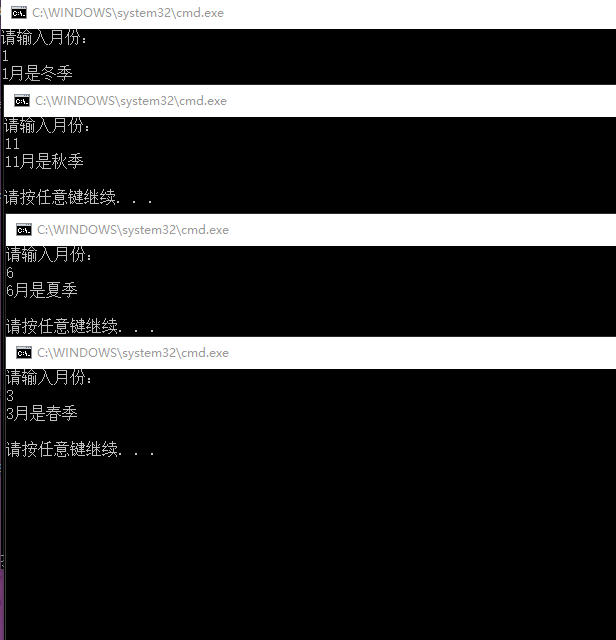 C:\WINDOWS\system32\cmd.exe
请输入月份：
1
1月是冬季
C:\WINDOWS\system32\cmd.exe
请输入月份：
11
11月是秋季
请按任意键继续. . .
C:\WINDOWS\system32\cmd.exe
请输入月份：
6
6月是夏季
请按任意键继续. . .
C:\WINDOWS\system32\cmd.exe
请输入月份：
3
3月是春季
请按任意键继续. . .